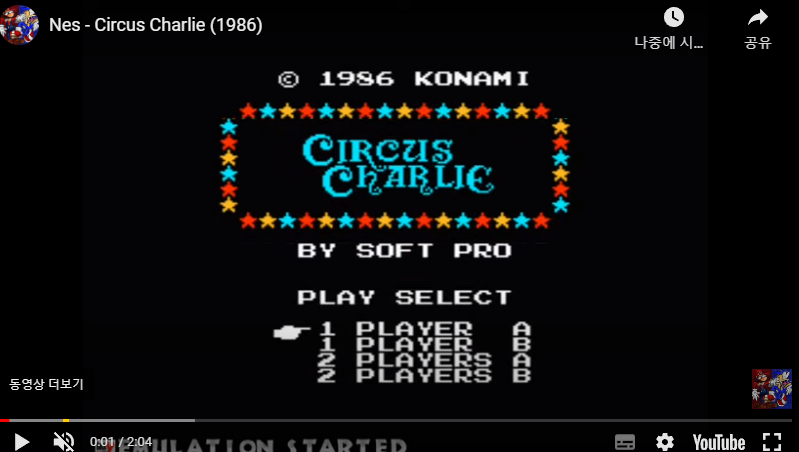 Nes - Circus Charlie (1986)
나중에 시...
공유
© 1986 KONAMI
CIRCUS
CHARLIE
BY SOFT PRO
PLAY SELECT
1 PLAYER A
1 PLAYER B
2 PLAYERS A
2 PLAYERS B
동영상 더보기
0:01 / 2:04
EMULATION STARTED
YouTube